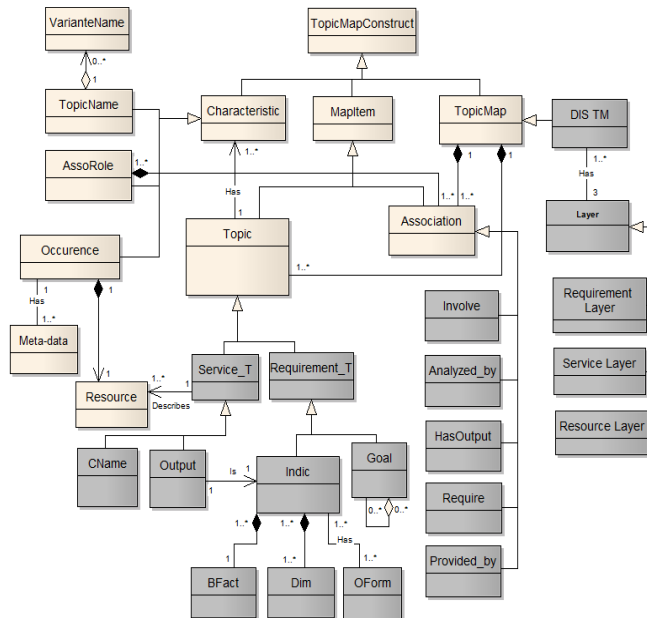 VarianteName
TopicMapConstruct
0..*
1
TopicName
Characteristic
MapItem
TopicMap
DIS TM
1..*
1
1
1..*
AssoRole
1..*
Has
Has
3
1..*
1..*
1
Association
Layer
Topic
Occurence
1..*
1
1
Has
1..*
Meta-data
Involve
Requirement
Layer
Service_T
Requirement_T
Analyzed_by
Service Layer
1..*
1
1
Resource
Describes
Resource Layer
CName
Output
Is
1
Indic
Goal
HasOutput
1
0..*
0..*
Require
1..*
1..*
1..*
Has
1
1..*
1..*
BFact
Dim
OForm
Provided_by